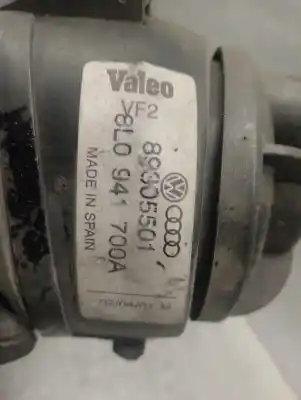 Valeo
VF2
89305501
8L0 941 700A
MADE IN SPAIN